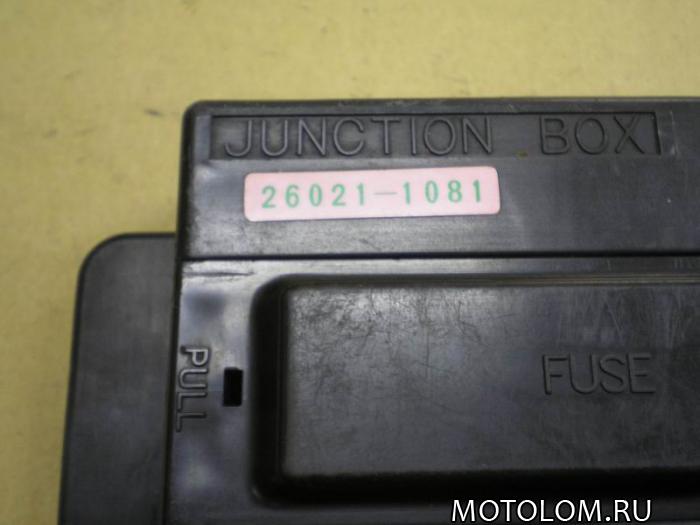 JUNCTION BOX
26021-1081
PULL
FUSE
MOTOLOM.RU